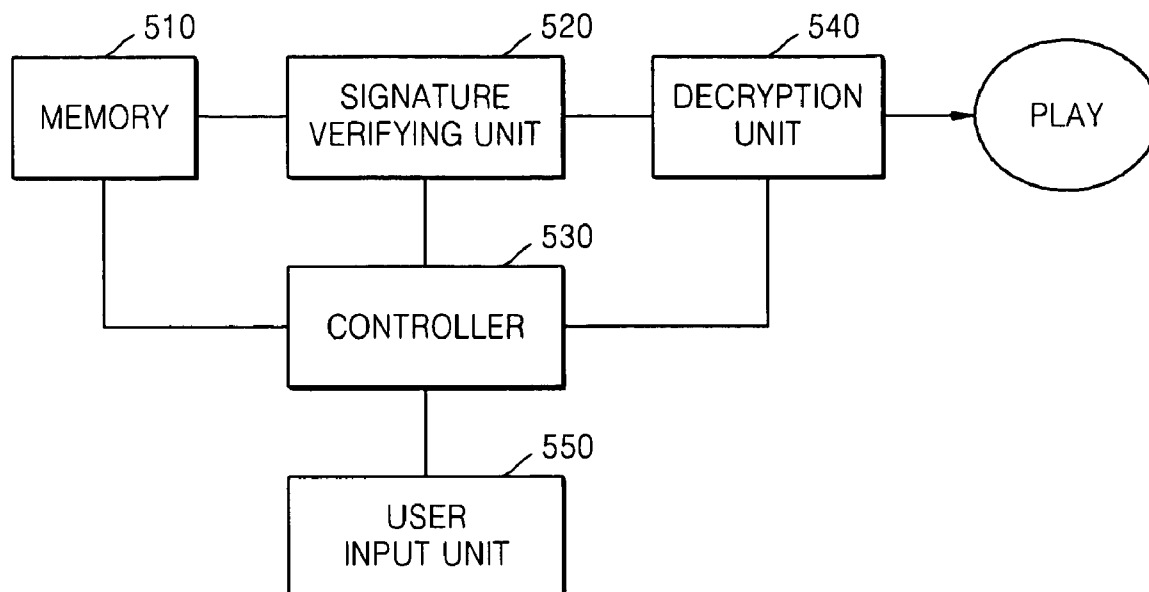 510
520
540
MEMORY
SIGNATURE
VERIFYING UNIT
DECRYPTION
UNIT
PLAY
530
CONTROLLER
550
USER
INPUT UNIT